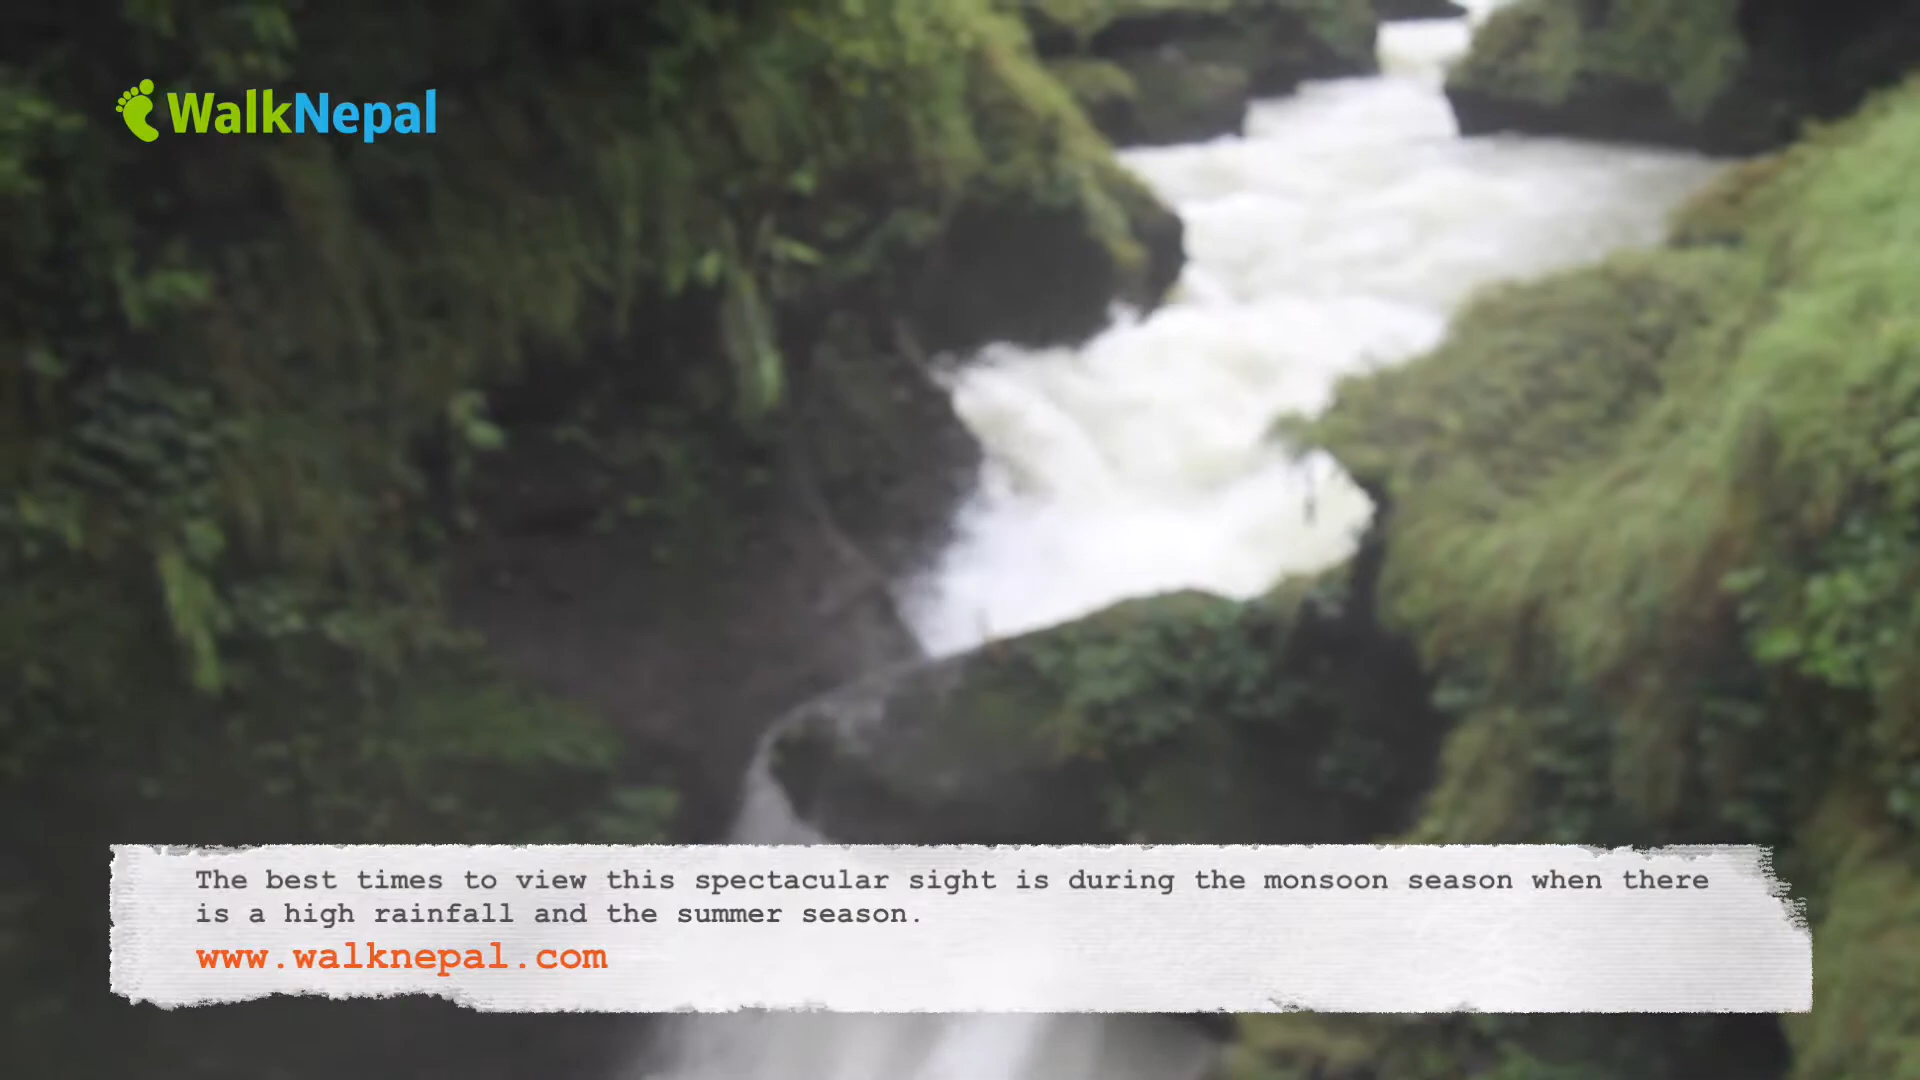 WalkNepal
The best times to view this spectacular sight is during the monsoon season when there
is a high rainfall and the summer season.
www.walknepal.com